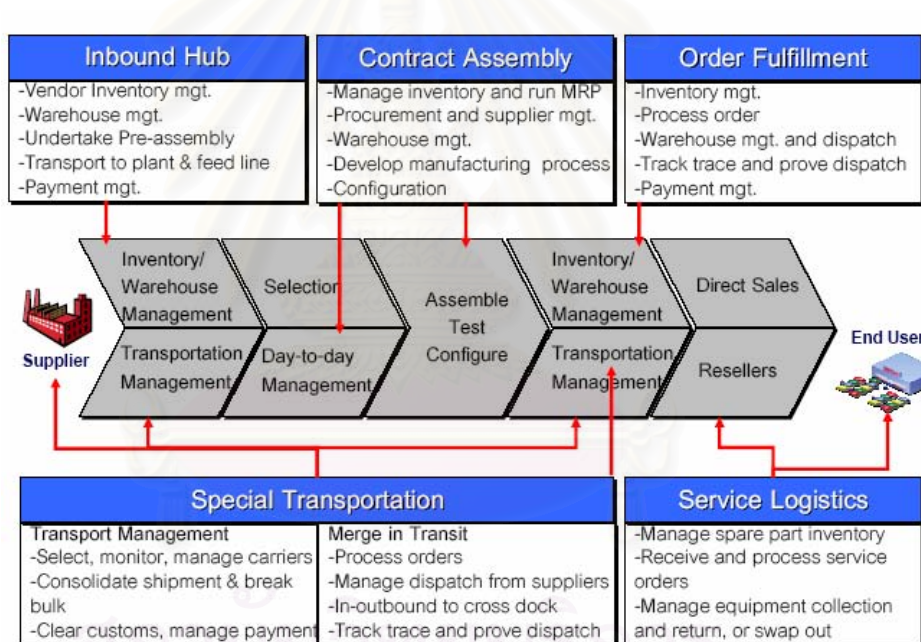 Inbound Hub
-Vendor Inventory mgt.
-Warehouse mgt.
-Undertake Pre-assembly
-Transport to plant & feed line
-Payment mgt.
Contract Assembly
-Manage inventory and run MRP
-Procurement and supplier mgt.
-Warehouse mgt.
-Develop manufacturing process
-Configuration
Order Fulfillment
-Inventory mgt.
-Process order
-Warehouse mgt. and dispatch
-Track trace and prove dispatch
-Payment mgt.
Supplier
Inventory/
Warehouse
Management
Transportation
Management
Selection
Day-to-day
Management
Assemble
Test
Configure
Inventory/
Warehouse
Management
Transportation
Management
Direct Sales
Resellers
End User
Special Transportation
Transport Management
-Select, monitor, manage carriers
-Consolidate shipment & break
bulk
-Clear customs, manage payment
Merge in Transit
-Process orders
-Manage dispatch from suppliers
-In-outbound to cross dock
-Track trace and prove dispatch
Service Logistics
-Manage spare part inventory
-Receive and process service
orders
-Manage equipment collection
and return, or swap out